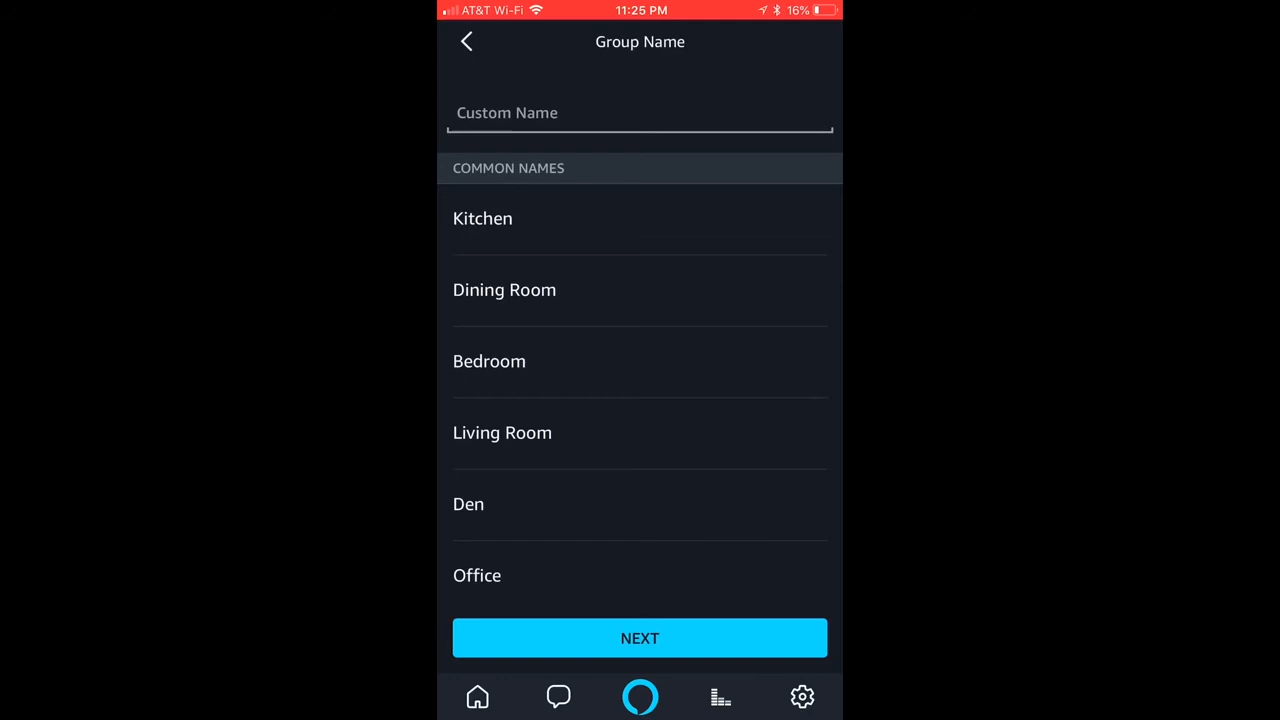 AT&T Wi-Fi 11:25 PM 16%
Group Name
Custom Name
COMMON NAMES
Kitchen
Dining Room
Bedroom
Living Room
Den
Office
NEXT